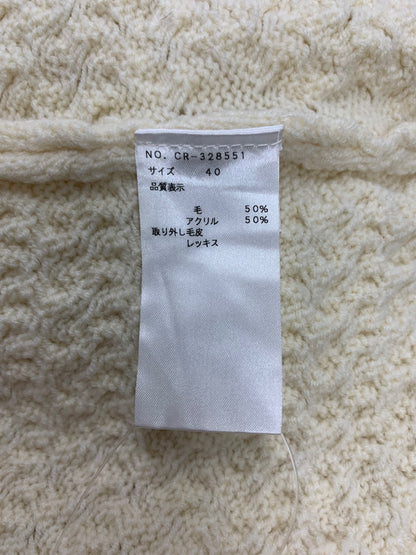 NO. CR-328551
サイズ 40
品質表示
毛 50%
アクリル 50%
取り外し毛皮
レッキス